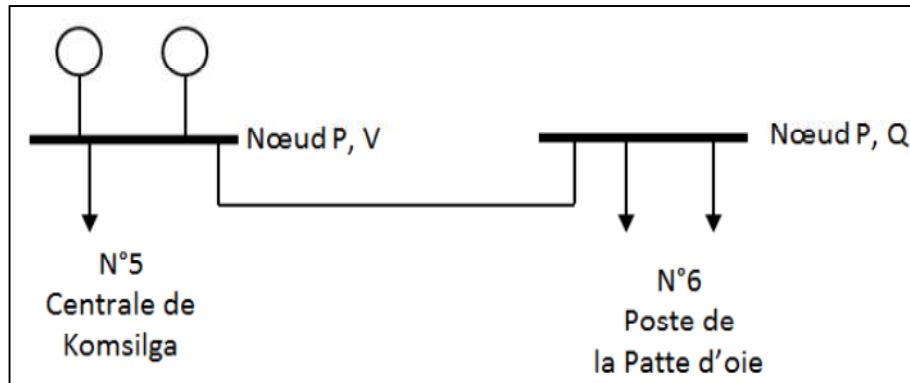 Nœud P, V
Nœud P, Q
N°5
Centrale de
Komsilga
N°6
Poste de
la Patte d’oie